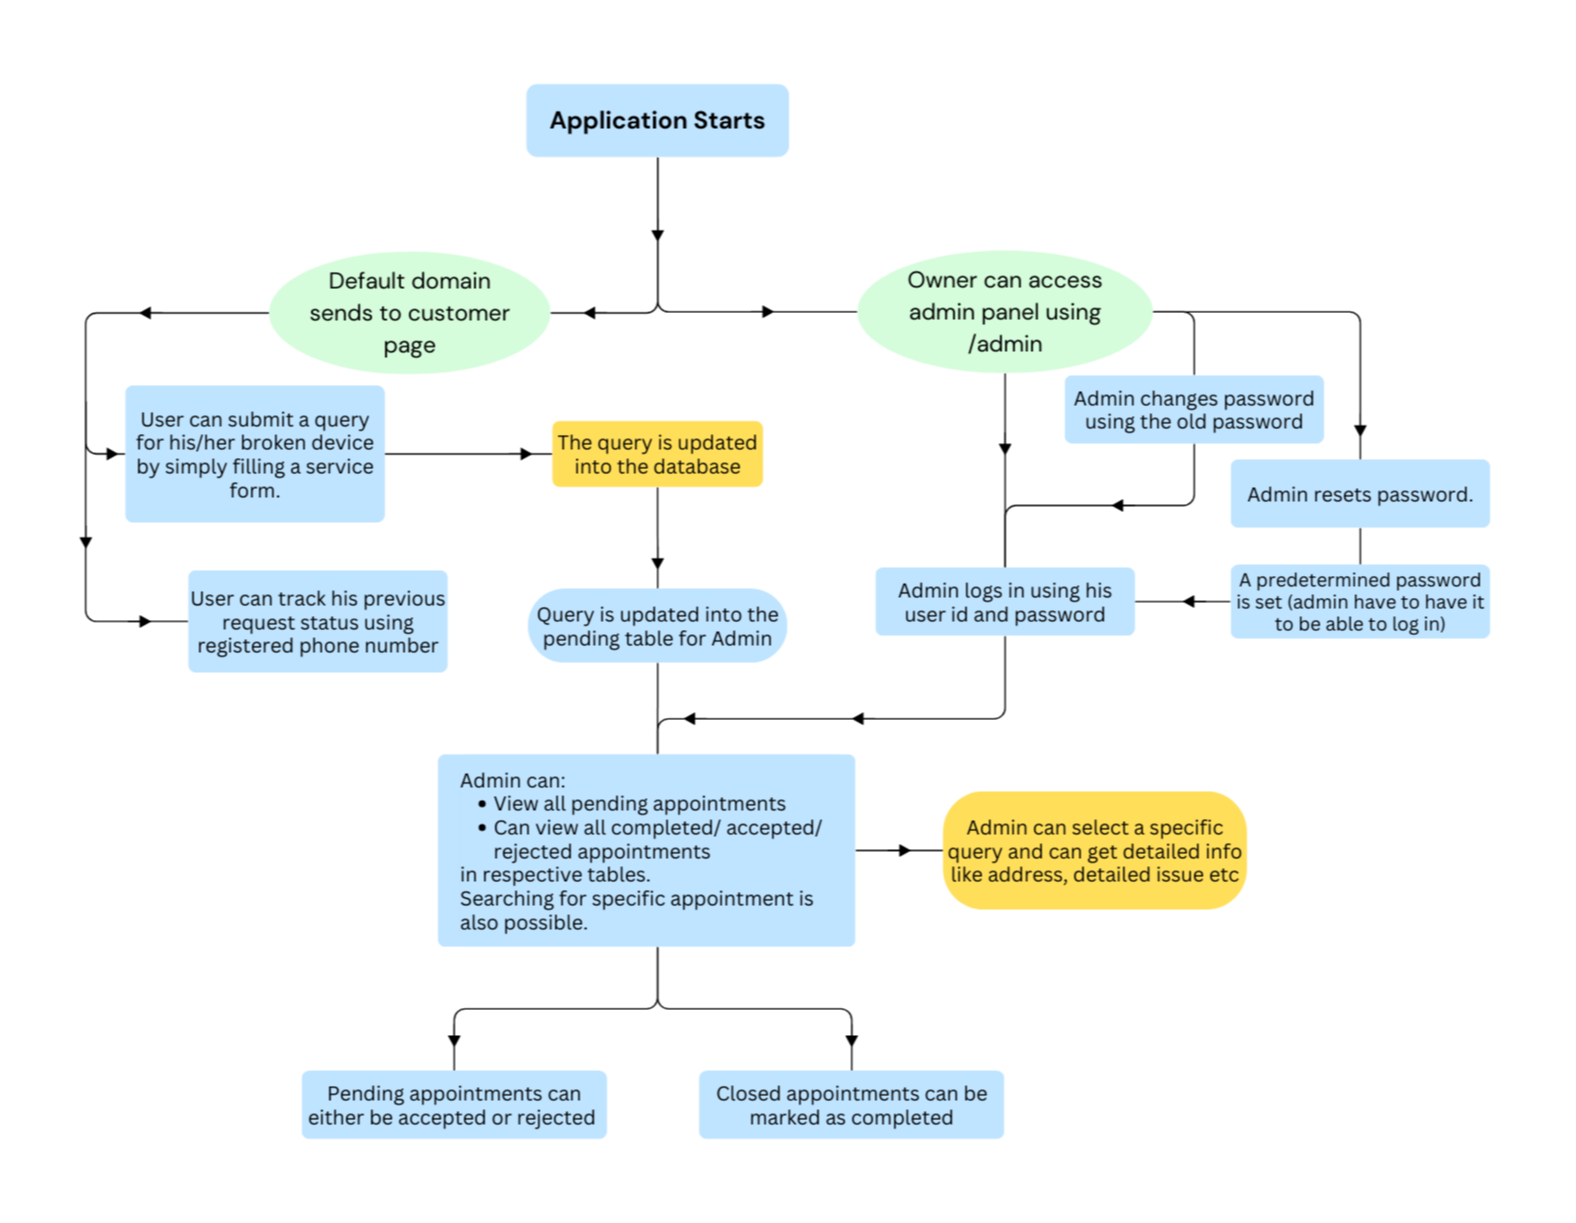 Application Starts
Default domain
sends to customer
page
Owner can access
admin panel using
/admin
User can submit a query
for his/her broken device
by simply filling a service
form.
The query is updated
into the database
Admin changes password
using the old password
Admin resets password.
User can track his previous
request status using
registered phone number
Query is updated into the
pending table for Admin
Admin logs in using his
user id and password
A predetermined password
is set (admin have to have it
to be able to log in)
Admin can:
• View all pending appointments
• Can view all completed/ accepted/
rejected appointments
in respective tables.
Searching for specific appointment is
also possible.
Admin can select a specific
query and can get detailed info
like address, detailed issue etc
Pending appointments can
either be accepted or rejected
Closed appointments can be
marked as completed